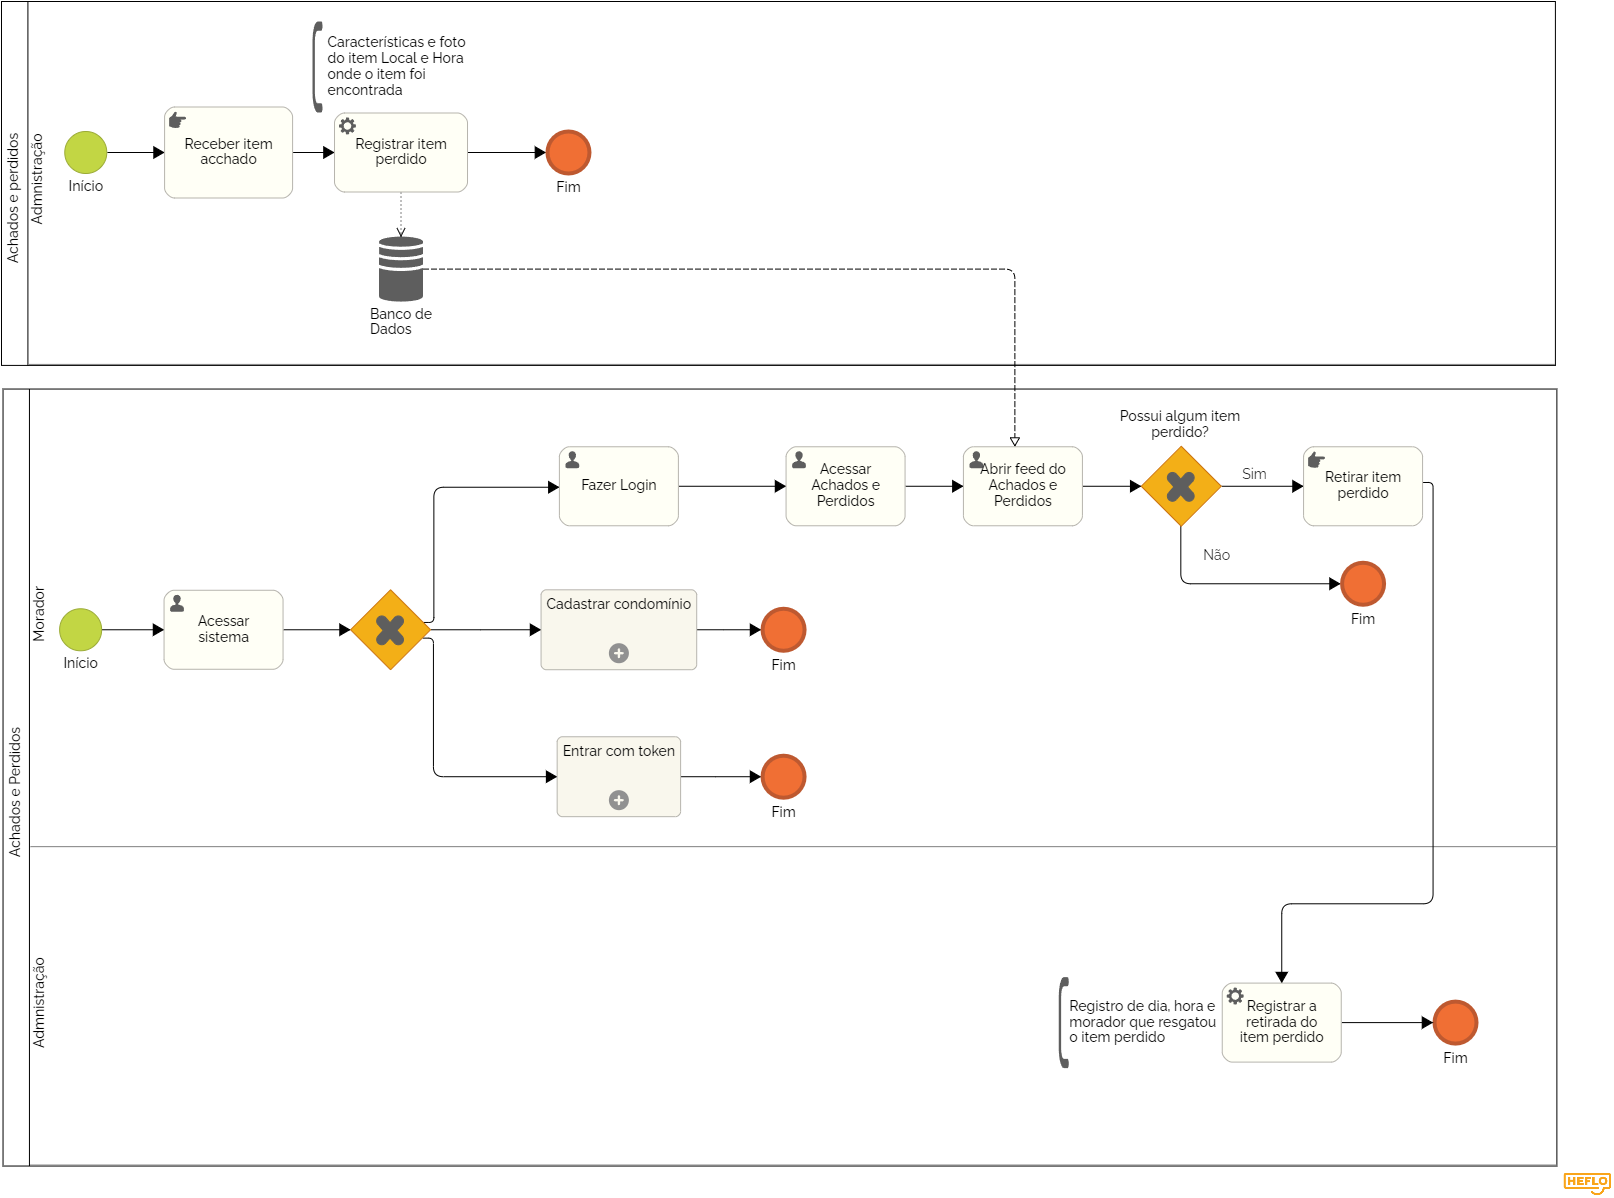 Achados e perdidos
Admnistração
Características e foto
do item Local e Hora
onde o item foi
encontrada
Início
Receber item
acchado
Registrar item
perdido
Fim
Banco de
Dados
Achados e Perdidos
Morador
Início
Acessar
sistema
Fazer Login
Acessar
Achados e
Perdidos
Abrir feed do
Achados e
Perdidos
Possui algum item
perdido?
Sim
Retirar item
perdido
Não
Fim
Cadastrar condomínio
Fim
Entrar com token
Fim
Admnistração
Registro de dia, hora e
morador que resgatou
o item perdido
Registrar a
retirada do
item perdido
Fim
HEFLO